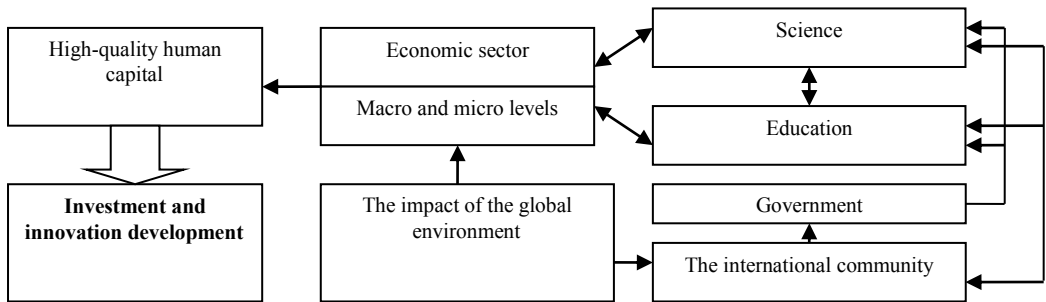 High-quality human
capital
Economic sector
Macro and micro levels
Science
Education
Investment and
innovation development
The impact of the global
environment
Government
The international community